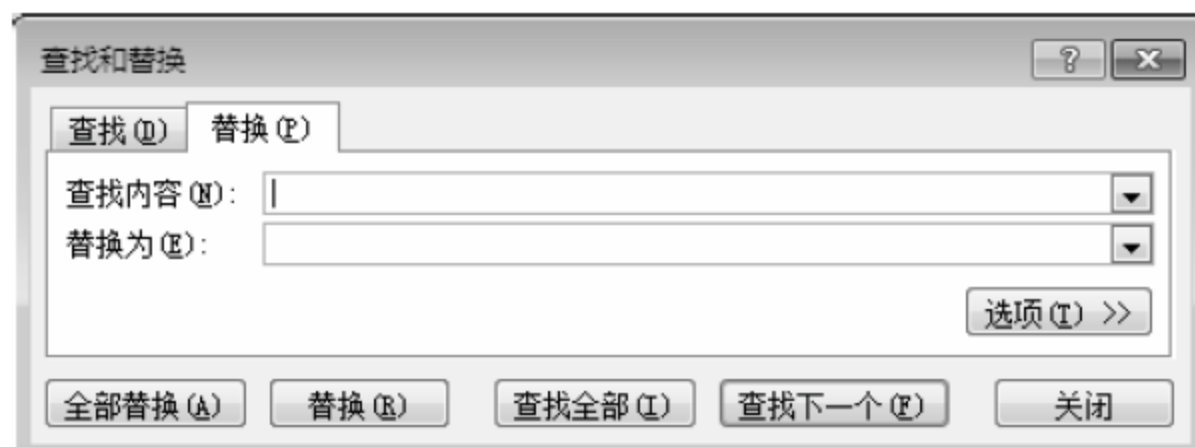 查找和替换
查找(D) 替换(P)
查找内容(N):
替换为(E):
选项(T) >>
全部替换(A) 替换(R) 查找全部(I) 查找下一个(F) 关闭